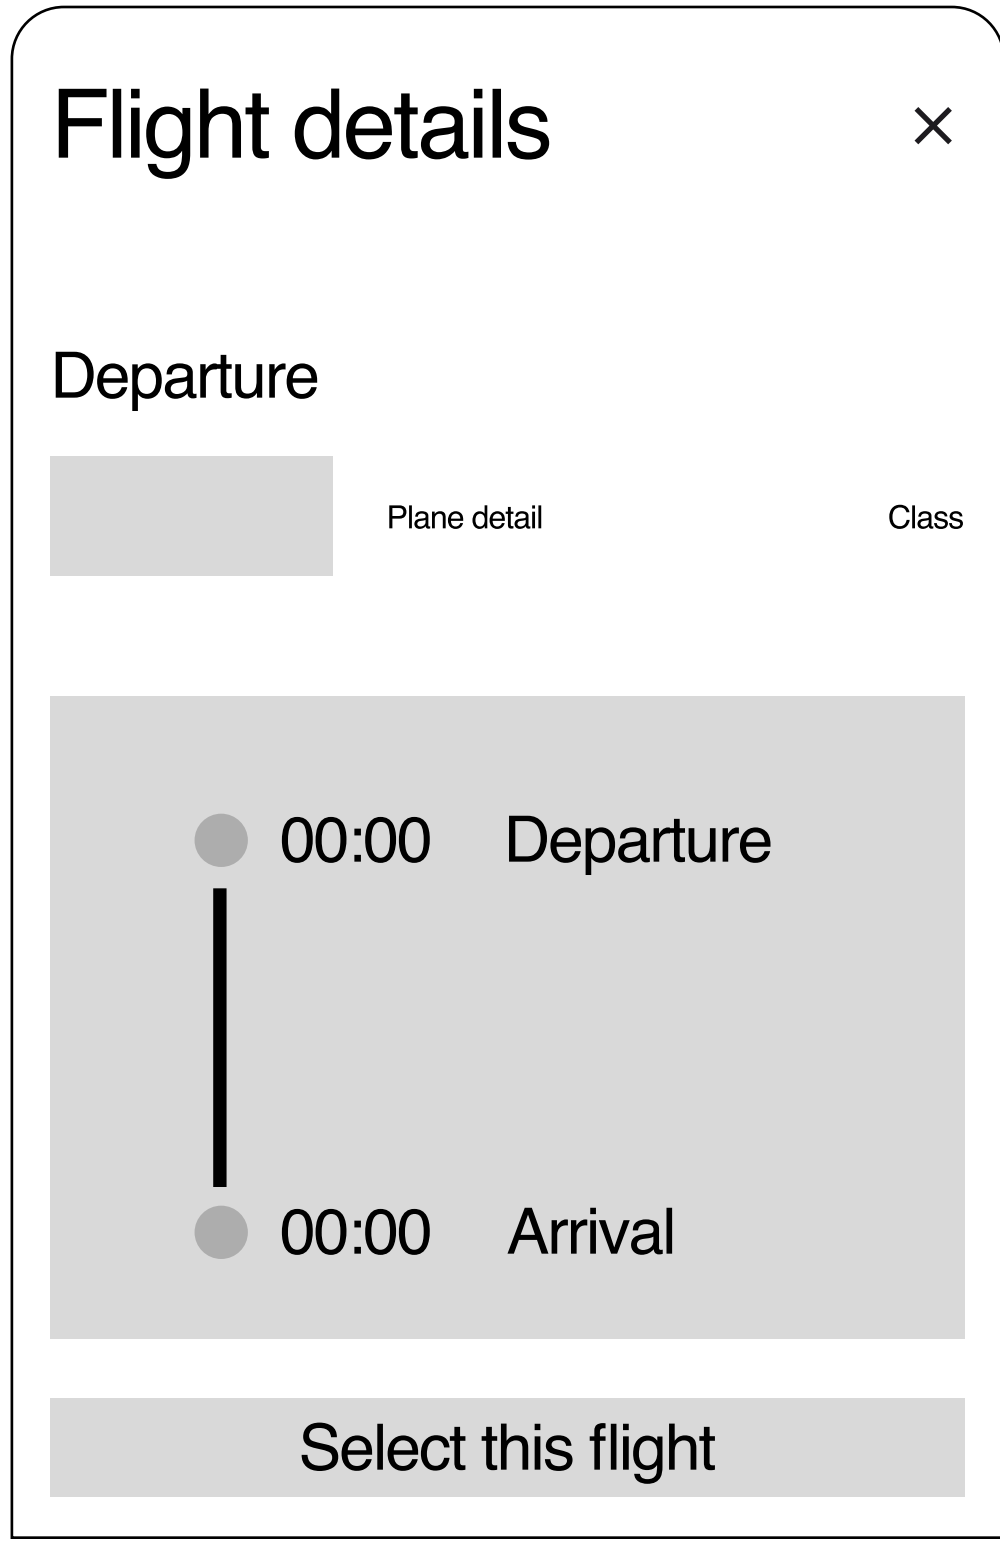 Flight details
Departure
Plane detail Class
00:00 Departure
00:00 Arrival
Select this flight